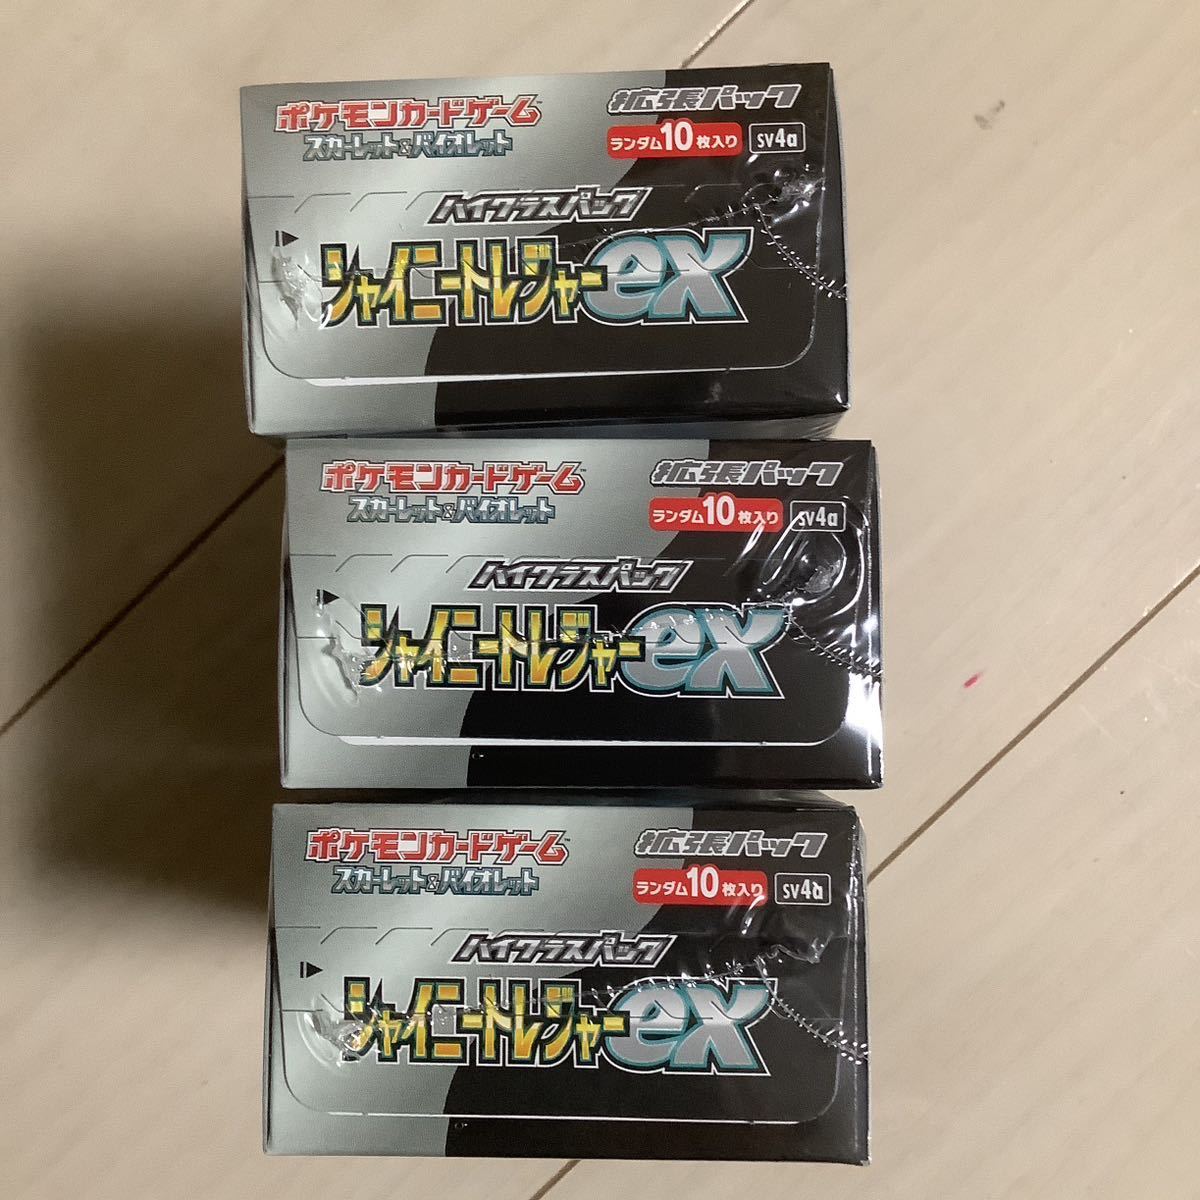 ポケモンカードゲーム™
スカーレット&バイオレット
拡張パック
ランダム10枚入り sv4a
ハイクラスパック
シャイニートレジャーex
ポケモンカードゲーム™
スカーレット&バイオレット
拡張パック
ランダム10枚入り sv4a
ハイクラスパック
シャイニートレジャーex
ポケモンカードゲーム™
スカーレット&バイオレット
拡張パック
ランダム10枚入り sv4a
ハイクラスパック
シャイニートレジャーex